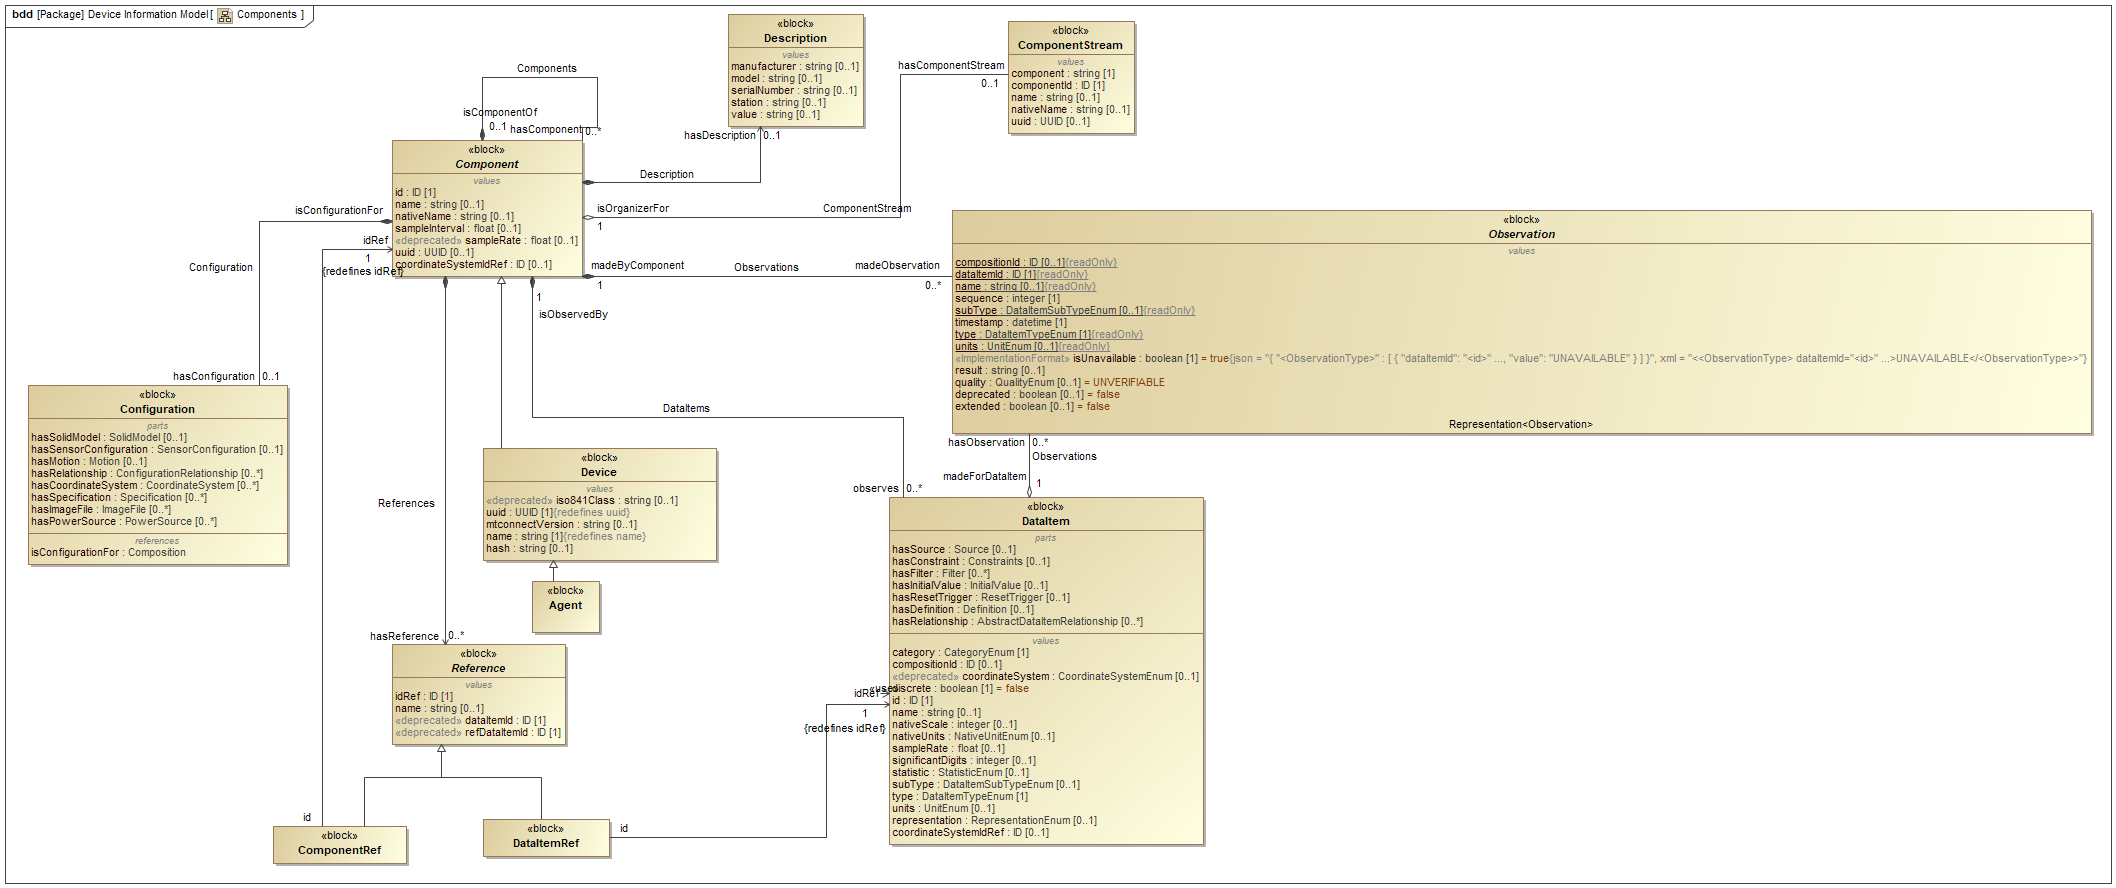 bdd [Package] Device Information Model [ Components ]
Components
isComponentOf
0..1
hasComponent
0..*
«block»
Component
values
id : ID [1]
name : string [0..1]
nativeName : string [0..1]
sampleInterval : float [0..1]
«deprecated» sampleRate : float [0..1]
uuid : UUID [0..1]
coordinateSystemIdRef : ID [0..1]
«block»
Description
values
manufacturer : string [0..1]
model : string [0..1]
serialNumber : string [0..1]
station : string [0..1]
value : string [0..1]
hasDescription
0..1
Description
«block»
ComponentStream
values
component : string [1]
componentId : ID [1]
name : string [0..1]
nativeName : string [0..1]
uuid : UUID [0..1]
hasComponentStream
0..1
isOrganizerFor
1
ComponentStream
madeByComponent
1
Observations
madeObservation
0..*
«block»
Observation
values
compositionId : ID [0..1]{readOnly}
dataItemId : ID [1]{readOnly}
name : string [0..1]{readOnly}
sequence : integer [1]
subType : DataItemSubTypeEnum [0..1]{readOnly}
timestamp : datetime [1]
type : DataItemTypeEnum [1]{readOnly}
units : UnitEnum [0..1]{readOnly}
«ImplementationFormat» isUnavailable : boolean [1] = true{json = "{ "<ObservationType>" : [ { "dataItemId": "<id>" ..., "value": "UNAVAILABLE" } ] }", xml = "<<ObservationType> dataItemId="<id>" ...>UNAVAILABLE</<ObservationType>>"}
result : string [0..1]
quality : QualityEnum [0..1] = UNVERIFIABLE
deprecated : boolean [0..1] = false
extended : boolean [0..1] = false
Representation<Observation>
isConfigurationFor
Configuration
hasConfiguration
0..1
idRef
1
{redefines idRef}
1
isObservedBy
DataItems
observes
0..*
hasObservation
0..*
Observations
madeForDataItem
1
«block»
Configuration
parts
hasSolidModel : SolidModel [0..1]
hasSensorConfiguration : SensorConfiguration [0..1]
hasMotion : Motion [0..1]
hasRelationship : ConfigurationRelationship [0..*]
hasCoordinateSystem : CoordinateSystem [0..*]
hasSpecification : Specification [0..*]
hasImageFile : ImageFile [0..*]
hasPowerSource : PowerSource [0..*]
references
isConfigurationFor : Composition
«block»
Device
values
«deprecated» iso841Class : string [0..1]
uuid : UUID [1]{redefines uuid}
mtconnectVersion : string [0..1]
name : string [1]{redefines name}
hash : string [0..1]
«block»
Agent
References
hasReference
0..*
«block»
Reference
values
idRef : ID [1]
name : string [0..1]
«deprecated» dataItemId : ID [1]
«deprecated» refDataItemId : ID [1]
«block»
DataItem
parts
hasSource : Source [0..1]
hasConstraint : Constraints [0..1]
hasFilter : Filter [0..*]
hasInitialValue : InitialValue [0..1]
hasResetTrigger : ResetTrigger [0..1]
hasDefinition : Definition [0..1]
hasRelationship : AbstractDataItemRelationship [0..*]
values
category : CategoryEnum [1]
compositionId : ID [0..1]
«deprecated» coordinateSystem : CoordinateSystemEnum [0..1]
discrete : boolean [1] = false
id : ID [1]
name : string [0..1]
nativeScale : integer [0..1]
nativeUnits : NativeUnitEnum [0..1]
sampleRate : float [0..1]
significantDigits : integer [0..1]
statistic : StatisticEnum [0..1]
subType : DataItemSubTypeEnum [0..1]
type : DataItemTypeEnum [1]
units : UnitEnum [0..1]
representation : RepresentationEnum [0..1]
coordinateSystemIdRef : ID [0..1]
idRef
1
{redefines idRef}
id
«block»
ComponentRef
«block»
DataItemRef
id